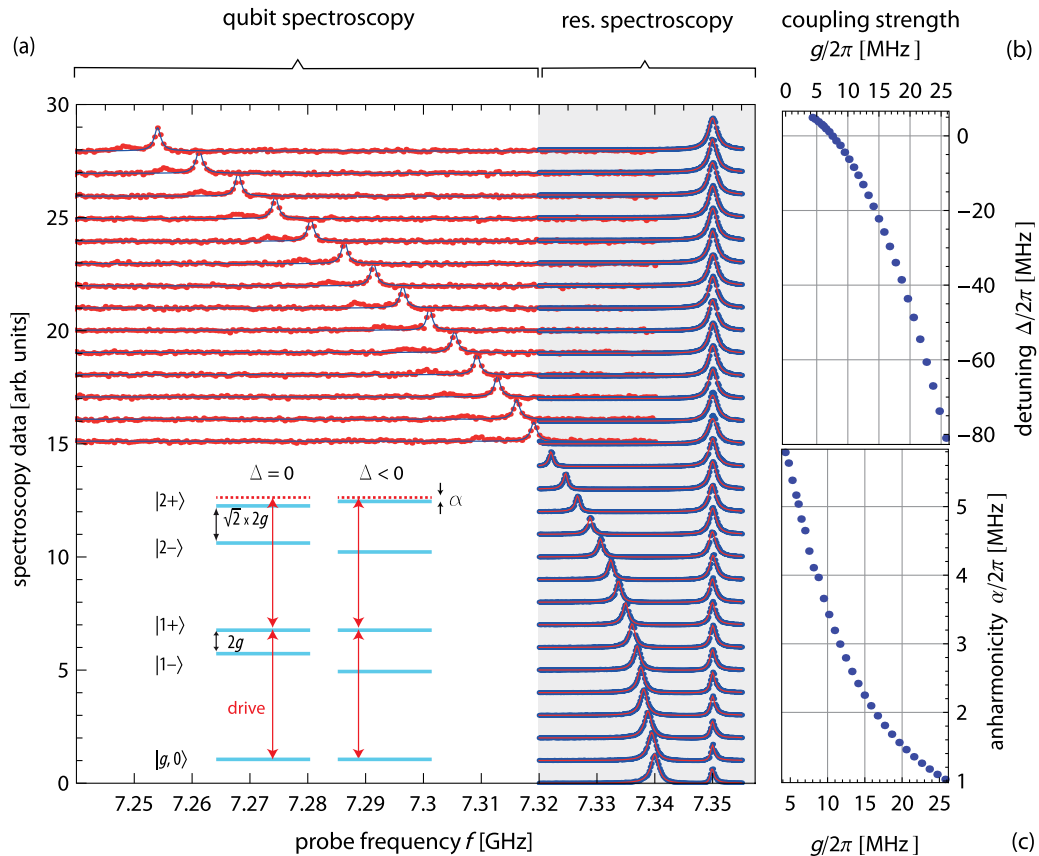 qubit spectroscopy
res. spectroscopy
coupling strength
g/2π [MHz]
(a)
(b)
0 5 10 15 20 25
30
25
20
15
10
5
0
spectroscopy data [arb. units]
0
−20
−40
−60
−80
detuning Δ/2π [MHz]
Δ = 0
Δ < 0
|2+⟩
α
√2 x 2g
|2−⟩
|1+⟩
2g
|1−⟩
drive
|g,0⟩
5
4
3
2
1
anharmonicity α/2π [MHz]
7.25 7.26 7.27 7.28 7.29 7.3 7.31 7.32 7.33 7.34 7.35
5 10 15 20 25
probe frequency f [GHz]
g/2π [MHz]
(c)